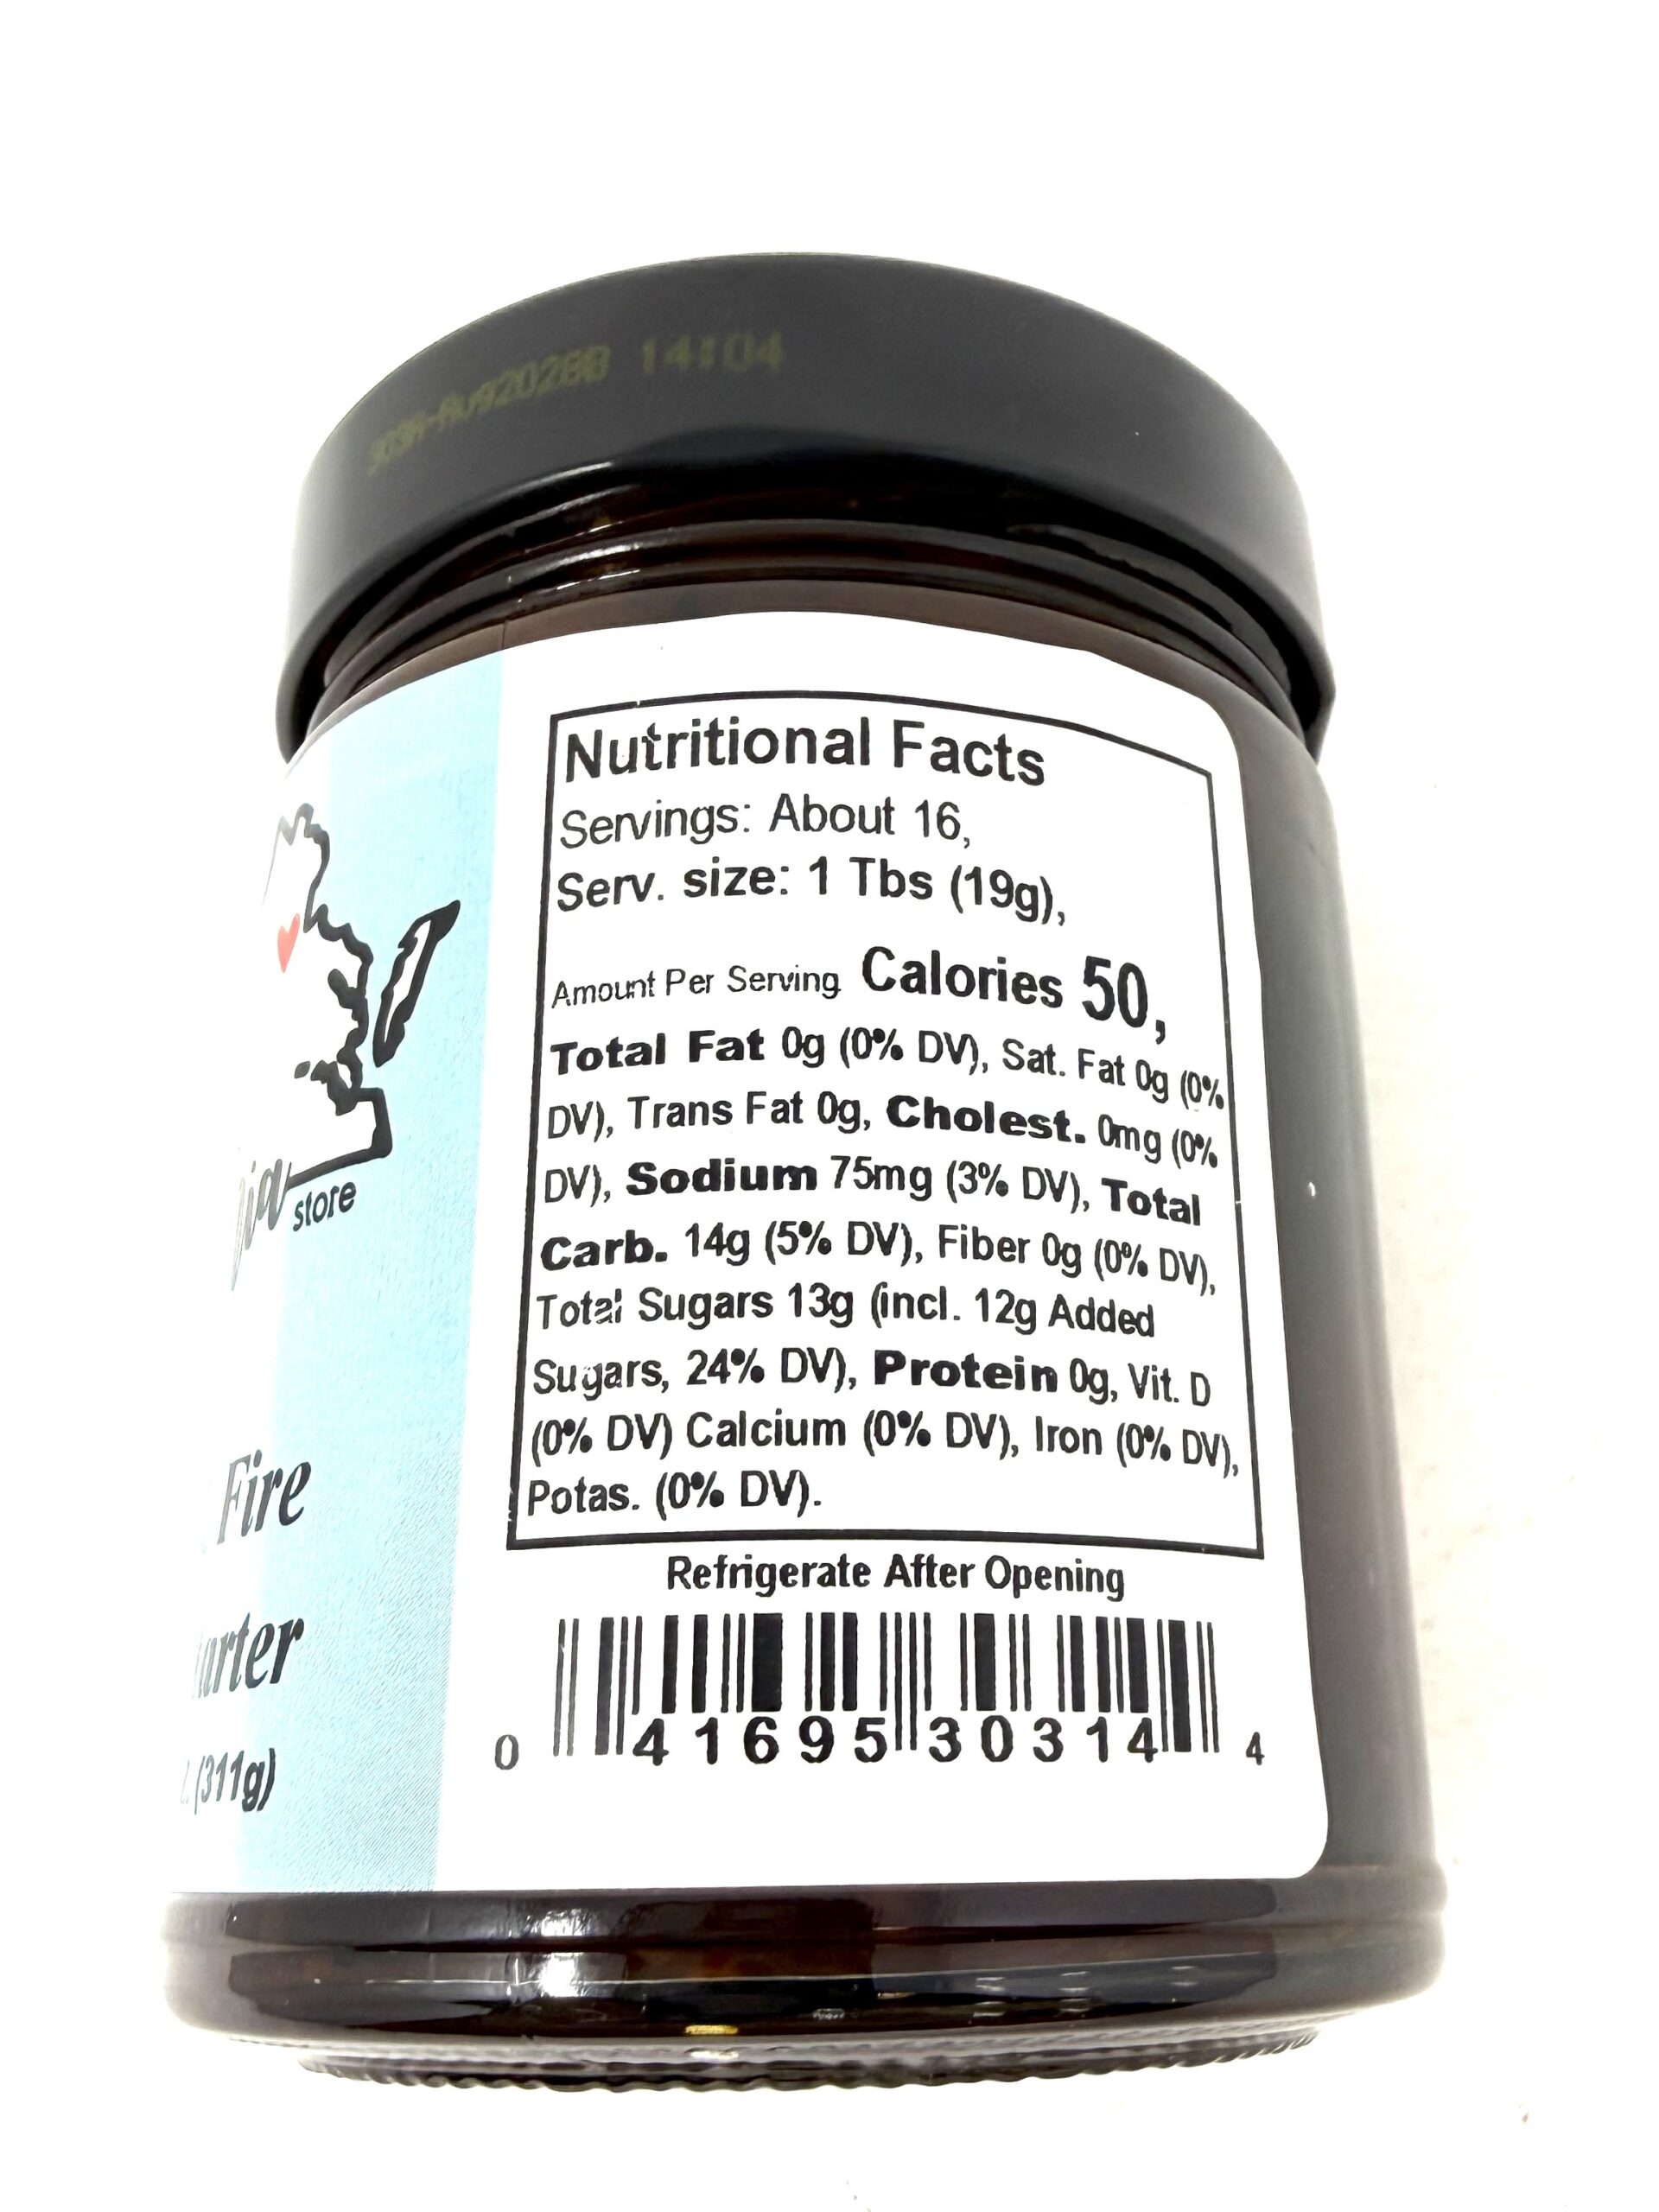 14:04
store
Fire
(311g)
Nutritional Facts
Servings: About 16,
Serv. size: 1 Tbs (19g),
Amount Per Serving Calories 50,
Total Fat 0g (0% DV), Sat. Fat 0g (0%
DV), Trans Fat 0g, Cholest. 0mg (0%
DV), Sodium 75mg (3% DV), Total
Carb. 14g (5% DV), Fiber 0g (0% DV),
Total Sugars 13g (incl. 12g Added
Sugars, 24% DV), Protein 0g, Vit. D
(0% DV) Calcium (0% DV), Iron (0% DV),
Potas. (0% DV).
Refrigerate After Opening
0 41695 30314 4